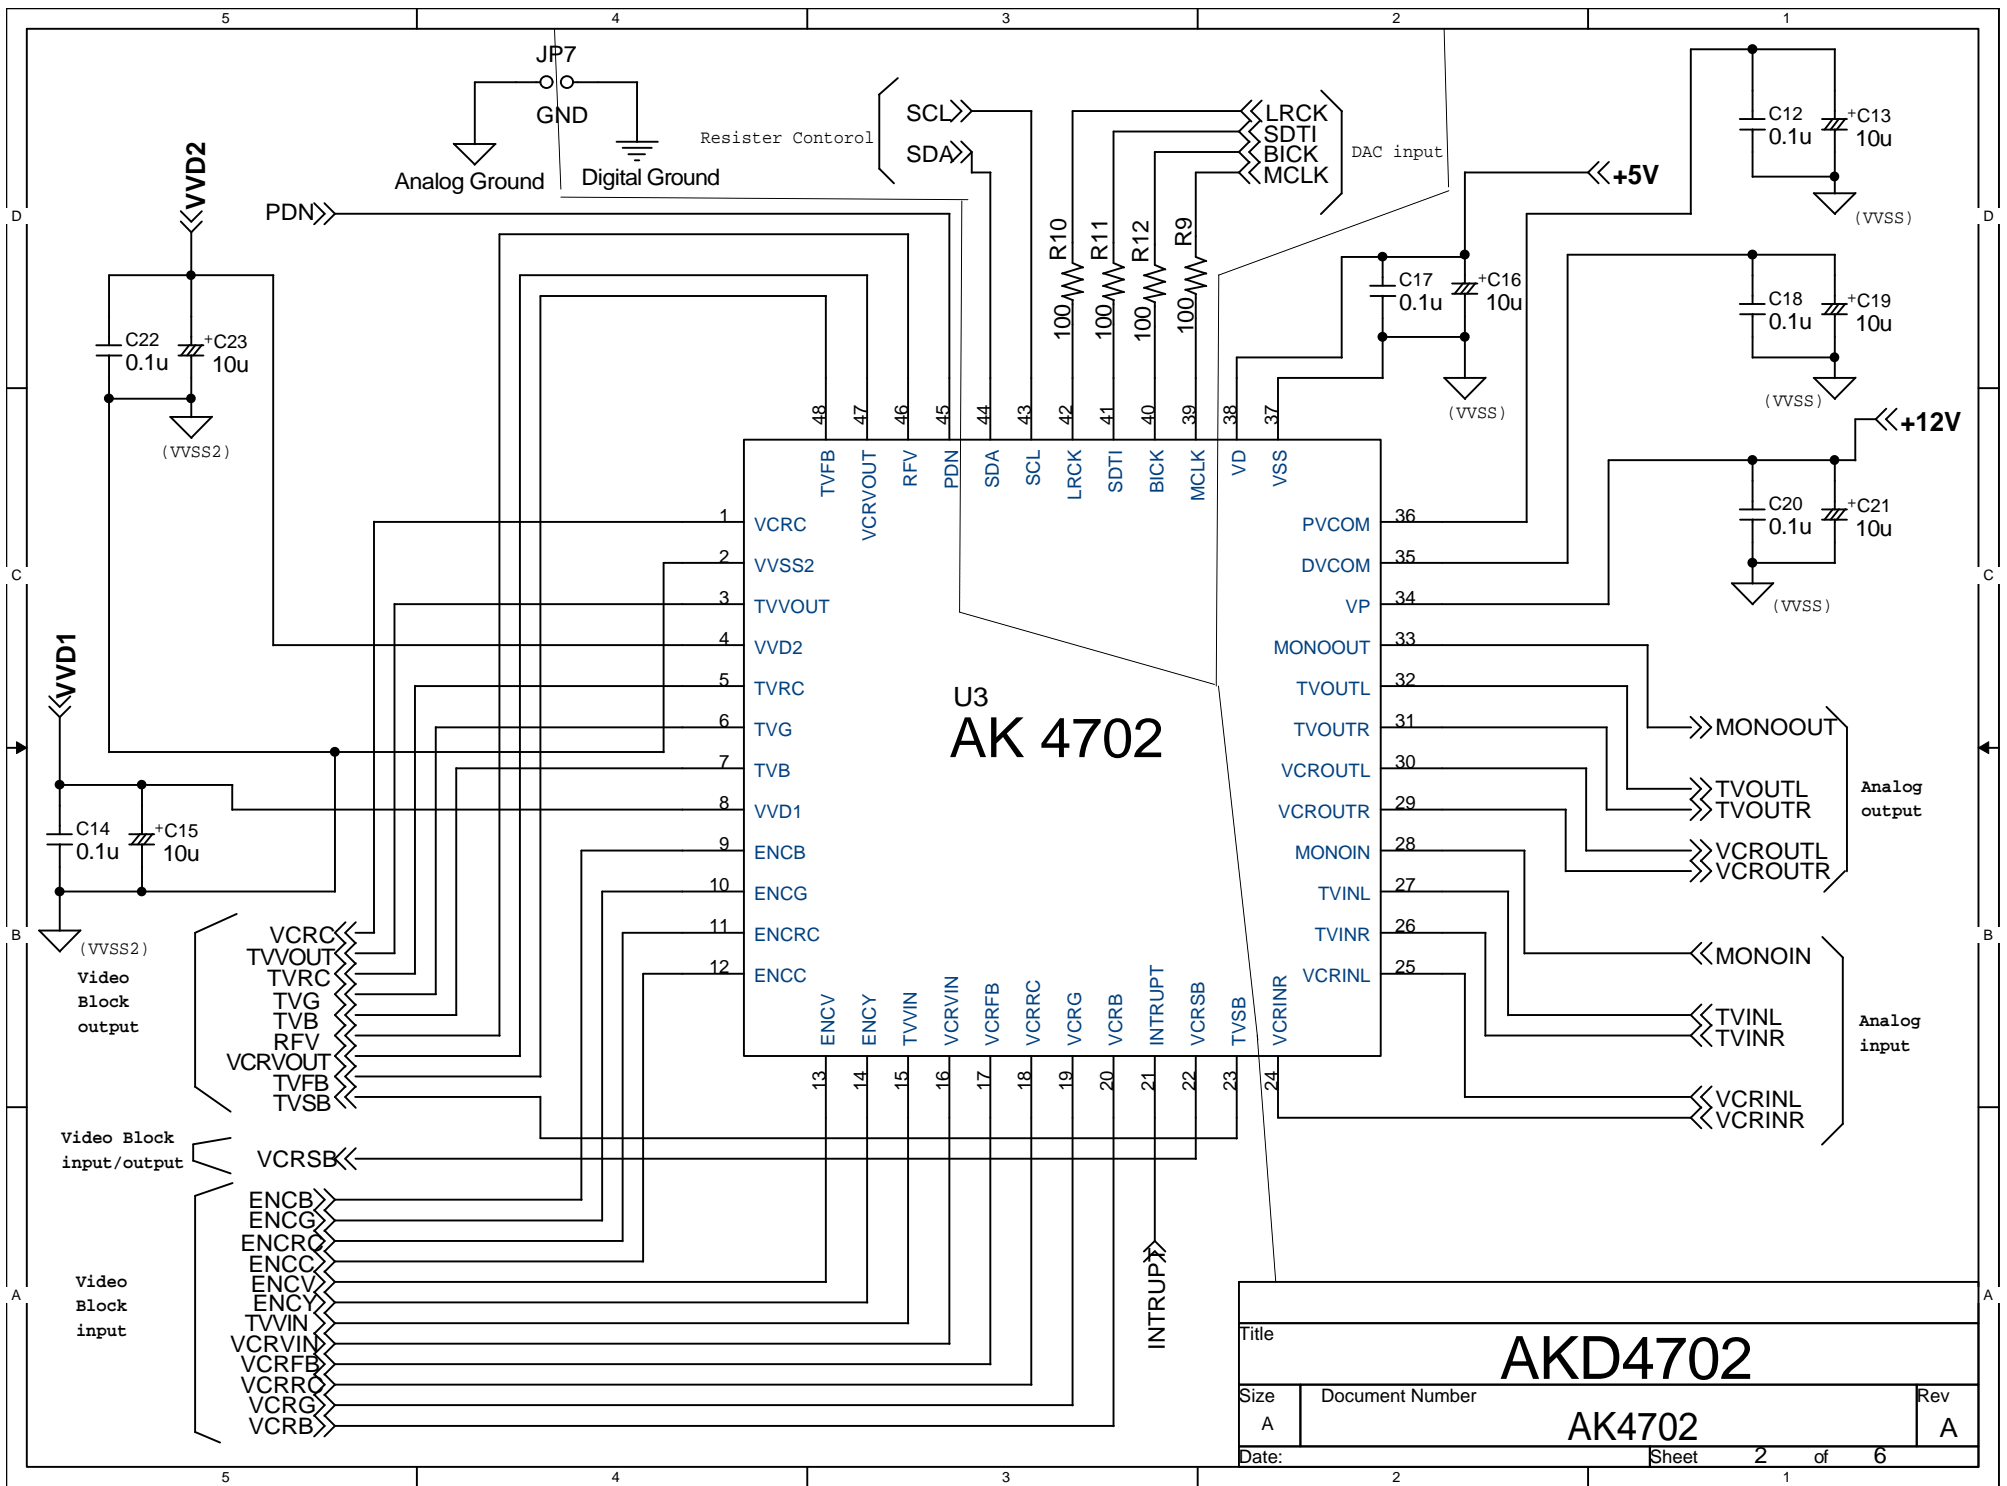 5 4 3 2 1
JP7
GND
Analog Ground
Digital Ground
Resister Contorol
SCL
SDA
LRCK
SDTI
BICK
MCLK
DAC input
+5V
C12
0.1u
+C13
10u
(VVSS)
VVD2
PDN
D
D
R10
100
R11
100
R12
100
R9
100
C17
0.1u
+C16
10u
(VVSS)
C18
0.1u
+C19
10u
(VVSS)
C22
0.1u
+C23
10u
(VVSS2)
+12V
C20
0.1u
+C21
10u
(VVSS)
48 47 46 45 44 43 42 41 40 39 38 37
TVFB
VCRVOUT
RFV
PDN
SDA
SCL
LRCK
SDTI
BICK
MCLK
VD
VSS
1 VCRC
2 VVSS2
3 TVVOUT
4 VVD2
5 TVRC
6 TVG
7 TVB
8 VVD1
9 ENCB
10 ENCG
11 ENCRC
12 ENCC
PVCOM 36
DVCOM 35
VP 34
MONOOUT 33
TVOUTL 32
TVOUTR 31
VCROUTL 30
VCROUTR 29
MONOIN 28
TVINL 27
TVINR 26
VCRINL 25
U3
AK 4702
C
C
VVD1
C14
0.1u
+C15
10u
(VVSS2)
ENCV
ENCY
TVVIN
VCRVIN
VCRFB
VCRRC
VCRG
VCRB
INTRUPT
VCRSB
TVSB
VCRINR
13 14 15 16 17 18 19 20 21 22 23 24
MONOOUT
TVOUTL
TVOUTR
VCROUTL
VCROUTR
Analog
output
MONOIN
TVINL
TVINR
VCRINL
VCRINR
Analog
input
B
B
Video
Block
output
VCRC
TVVOUT
TVRC
TVG
TVB
RFV
VCRVOUT
TVFB
TVSB
Video Block
input/output
VCRSB
Video
Block
input
ENCB
ENCG
ENCRC
ENCC
ENCV
ENCY
TVVIN
VCRVIN
VCRFB
VCRRC
VCRG
VCRB
INTRUPT
A
A
Title
AKD4702
Size
A
Document Number
AK4702
Rev
A
Date:
Sheet 2 of 6
5 4 3 2 1